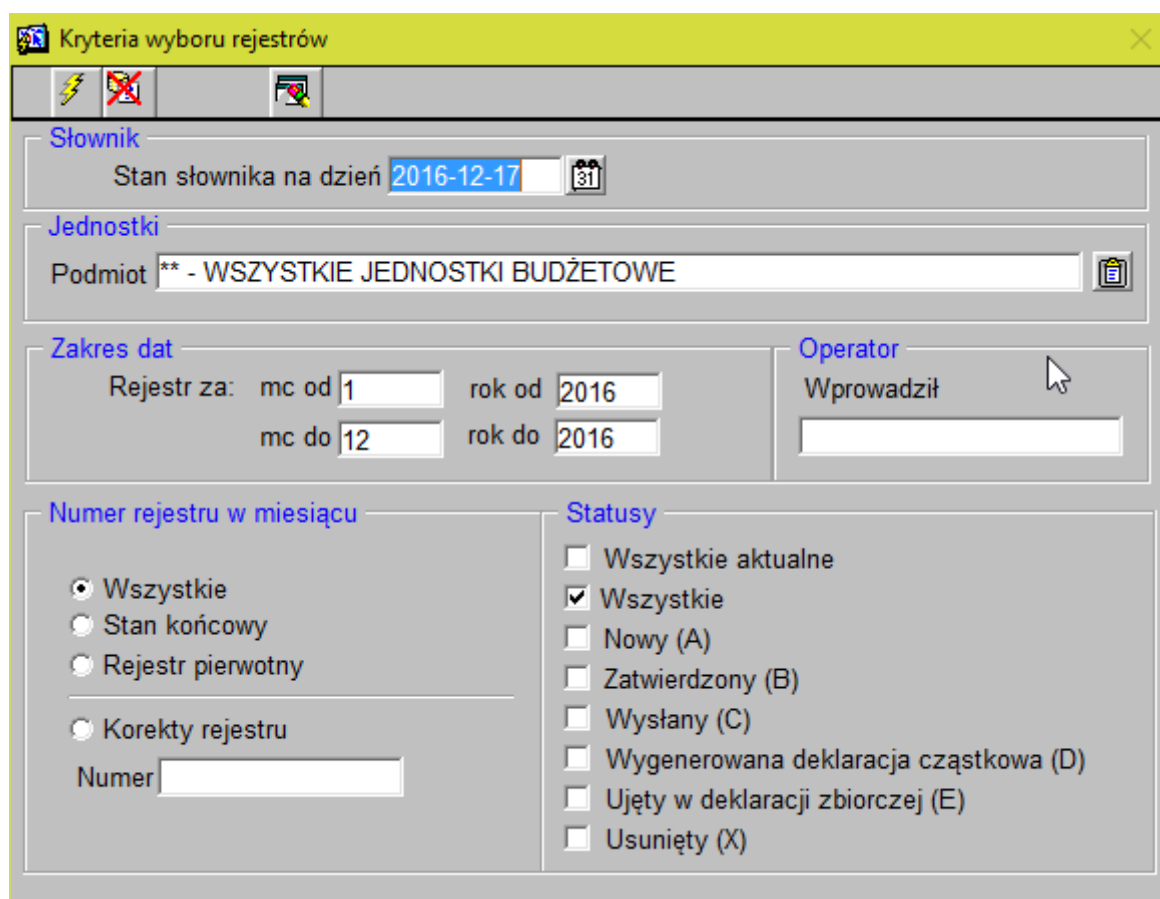 Kryteria wyboru rejestrów
Słownik
Stan słownika na dzień 2016-12-17 31
Jednostki
Podmiot ** - WSZYSTKIE JEDNOSTKI BUDŻETOWE
Zakres dat
Rejestr za: mc od 1 rok od 2016
mc do 12 rok do 2016
Operator
Wprowadził
Numer rejestru w miesiącu
Wszystkie
Stan końcowy
Rejestr pierwotny
Korekty rejestru
Numer
Statusy
Wszystkie aktualne
Wszystkie
Nowy (A)
Zatwierdzony (B)
Wysłany (C)
Wygenerowana deklaracja cząstkowa (D)
Ujęty w deklaracji zbiorczej (E)
Usunięty (X)